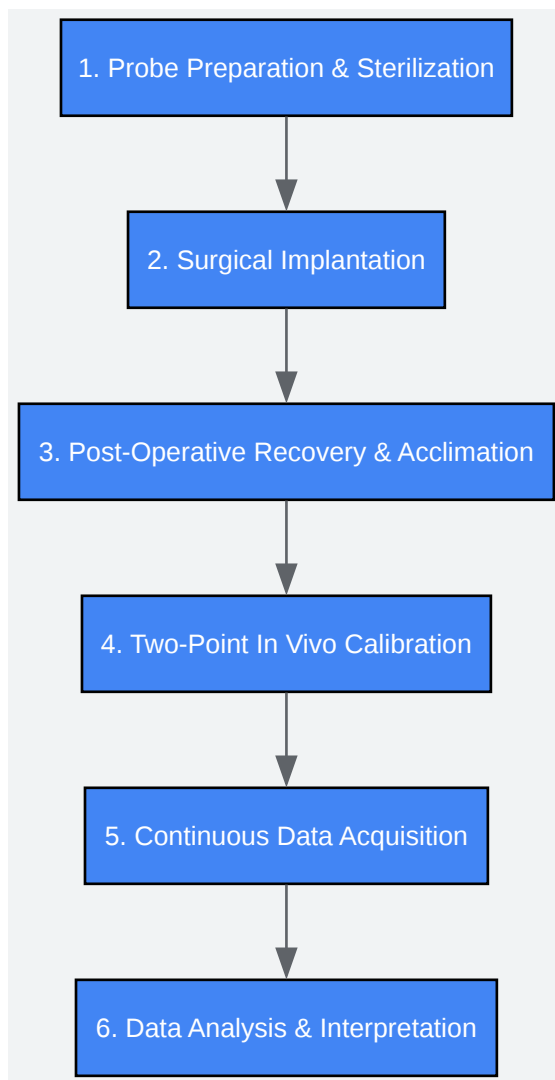 1. Probe Preparation & Sterilization
2. Surgical Implantation
3. Post-Operative Recovery & Acclimation
4. Two-Point In Vivo Calibration
5. Continuous Data Acquisition
6. Data Analysis & Interpretation